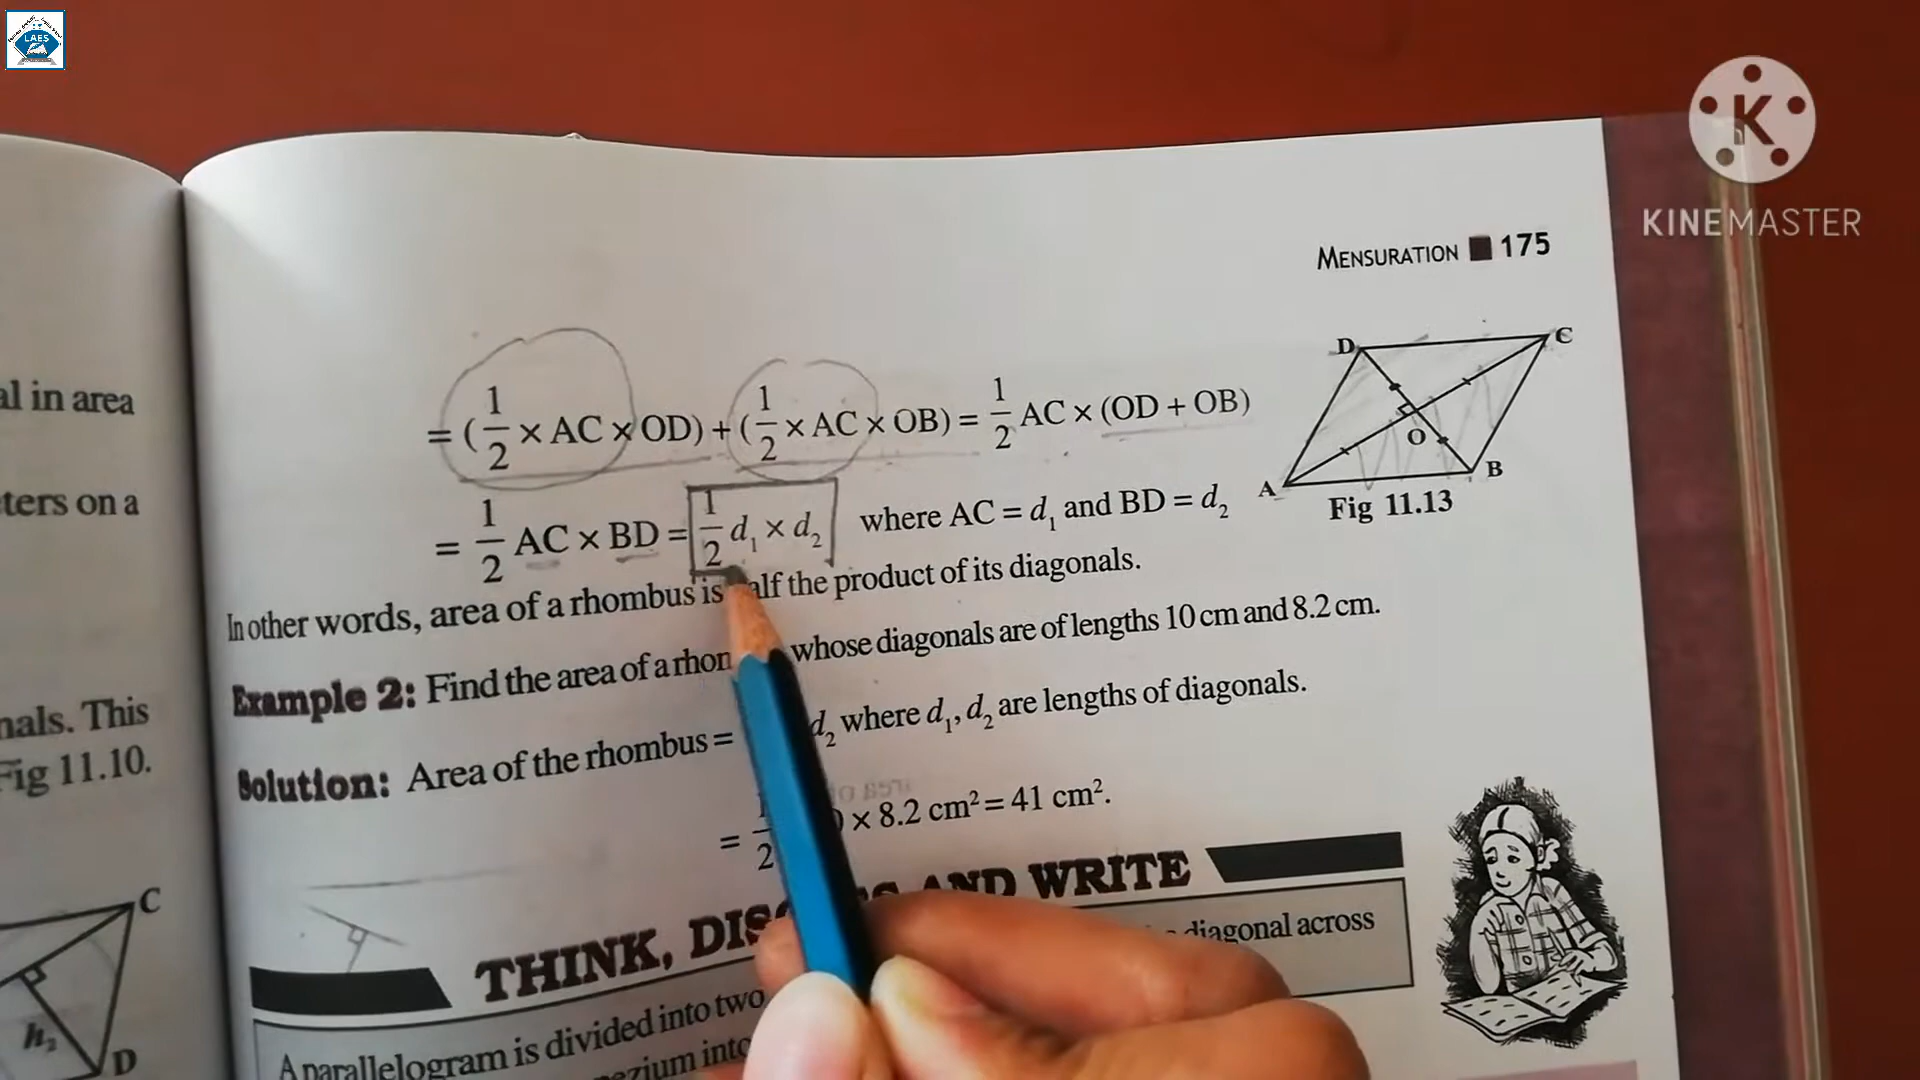 LAES
K
KINEMASTER
MENSURATION ■ 175
al in area
ters on a
nals. This
Fig 11.10.
C
h₂
D
= (1/2 × AC × OD) + (1/2 × AC × OB) = 1/2 AC × (OD + OB)
= 1/2 AC × BD = 1/2 d₁ × d₂ where AC = d₁ and BD = d₂
D
C
O
A
B
Fig 11.13
In other words, area of a rhombus is alf the product of its diagonals.
Example 2: Find the area of a rhom whose diagonals are of lengths 10 cm and 8.2 cm.
Solution: Area of the rhombus = d₂ where d₁, d₂ are lengths of diagonals.
= 1/2 × 8.2 cm² = 41 cm².
THINK, DISC S AND WRITE
A parallelogram is divided into two diagonal across
ezium into